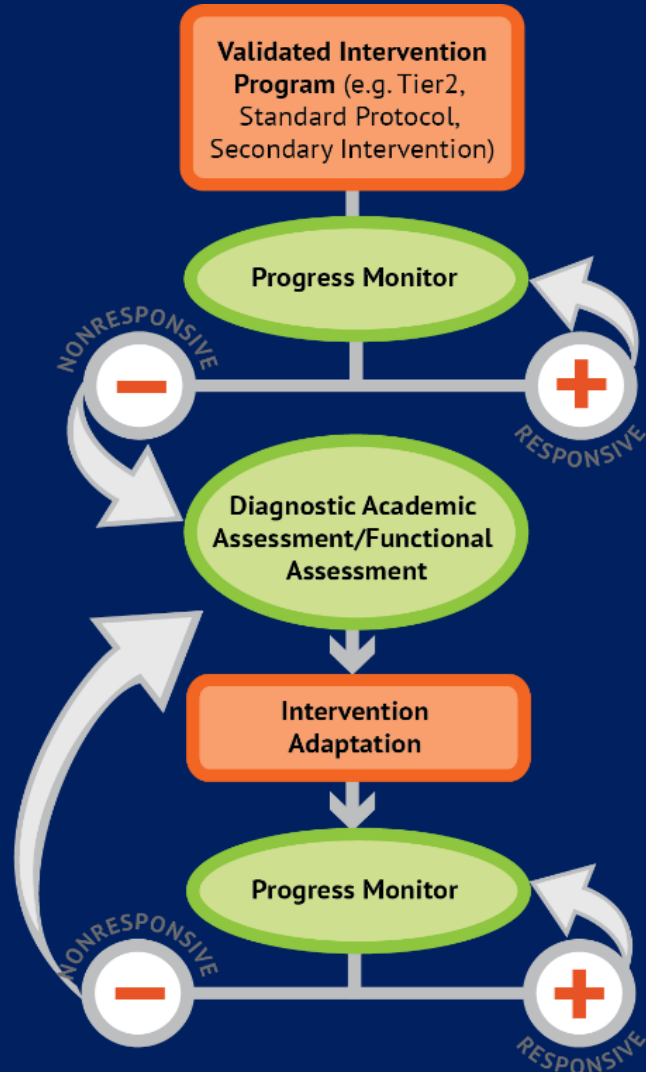 Validated Intervention
Program (e.g. Tier2,
Standard Protocol,
Secondary Intervention)
Progress Monitor
NONRESPONSIVE
RESPONSIVE
Diagnostic Academic
Assessment/Functional
Assessment
Intervention
Adaptation
Progress Monitor
NONRESPONSIVE
RESPONSIVE